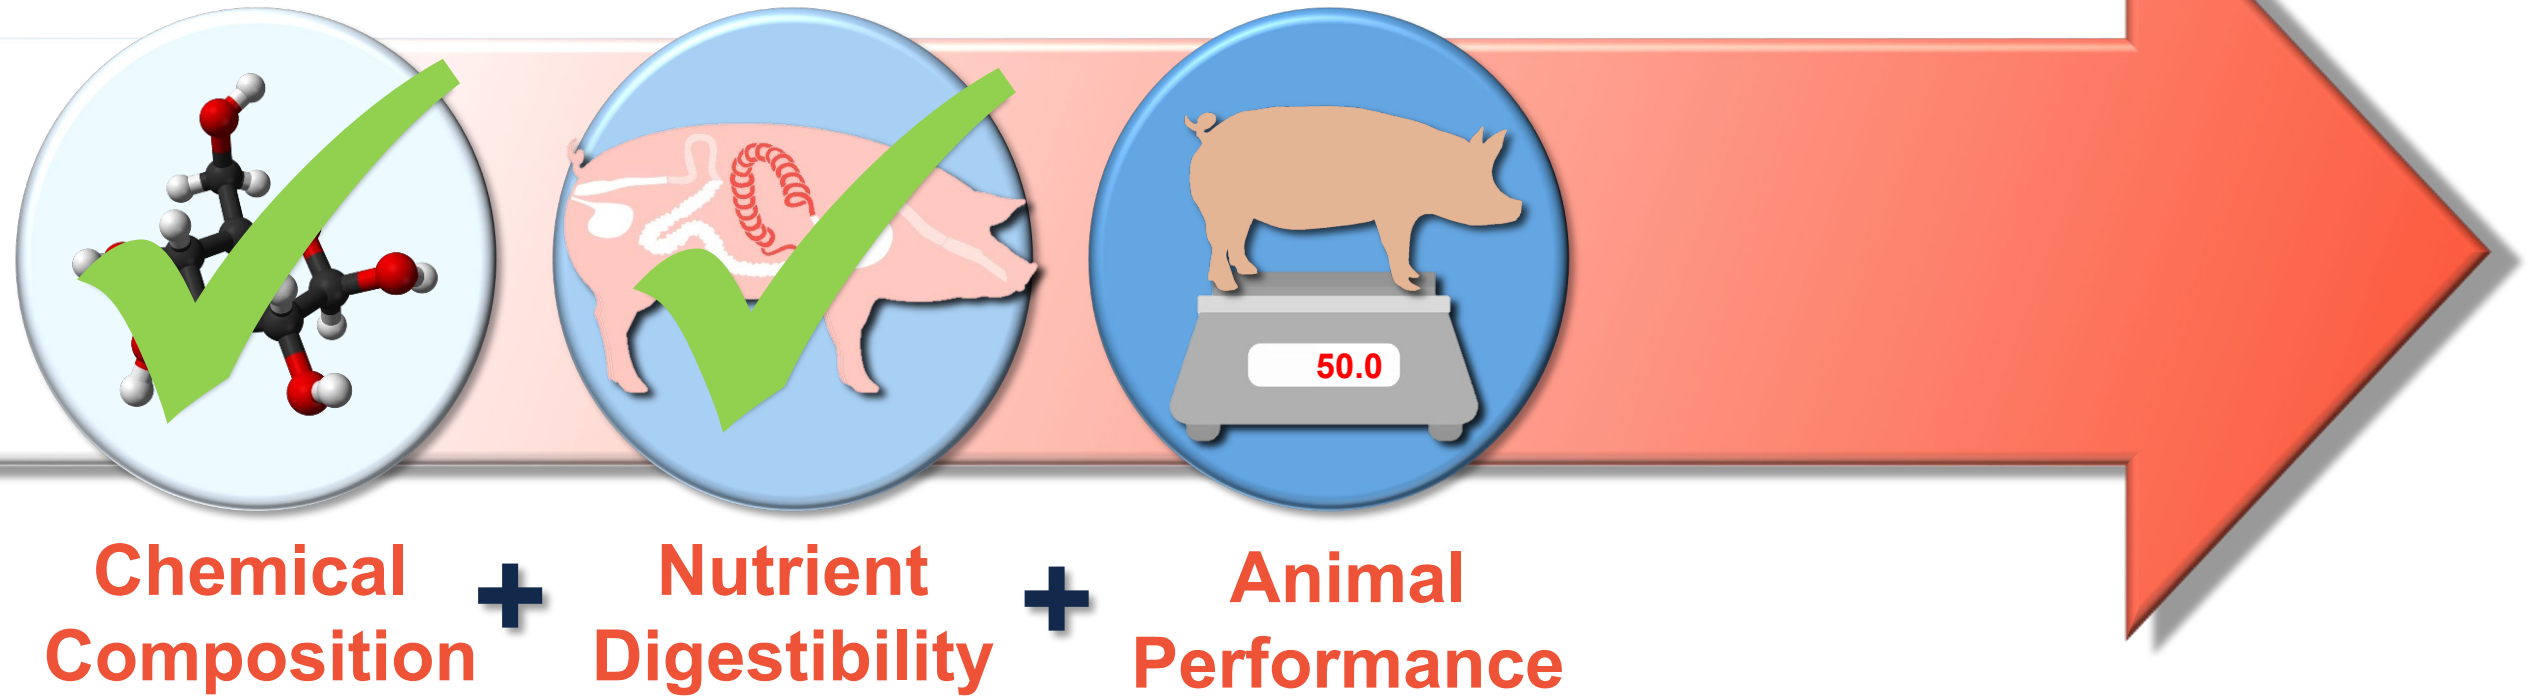 50.0
Chemical
Composition
+
Nutrient
Digestibility
+
Animal
Performance